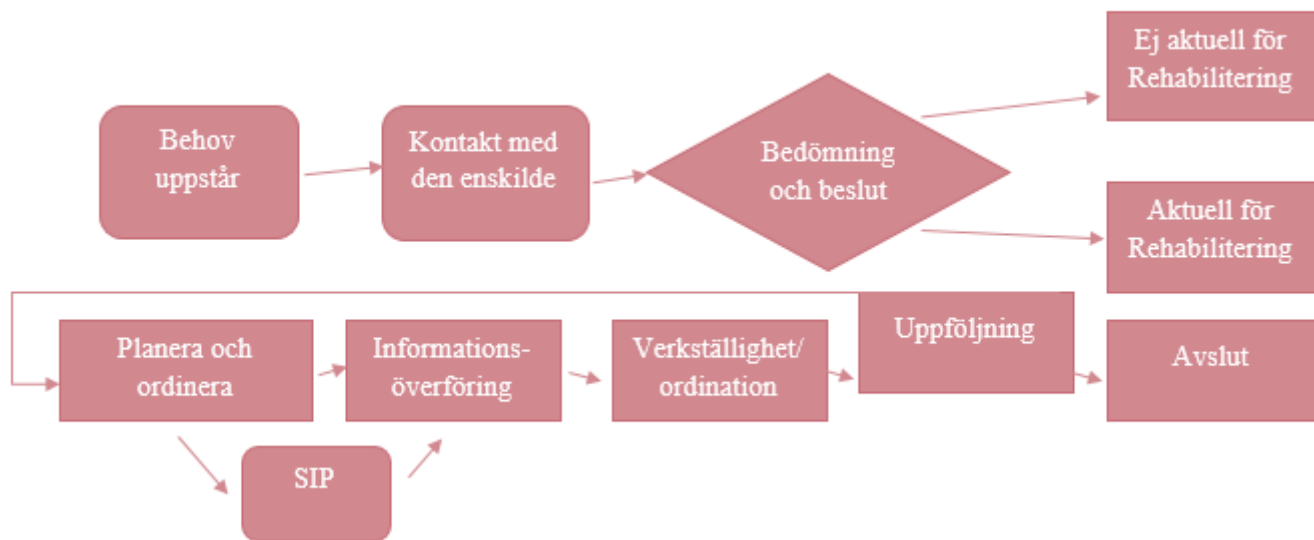 Behov
uppstår
Kontakt med
den enskilde
Bedömning
och beslut
Ej aktuell för
Rehabilitering
Aktuell för
Rehabilitering
Planera och
ordinera
Informations-
överföring
Verkställighet/
ordination
Uppföljning
Avslut
SIP